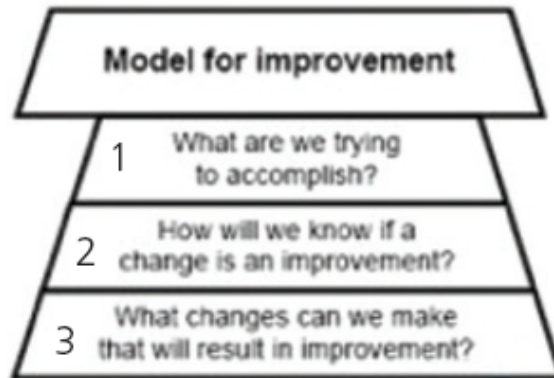 Model for improvement
1 What are we trying
to accomplish?
How will we know if a
2 change is an improvement?
What changes can we make
3 that will result in improvement?